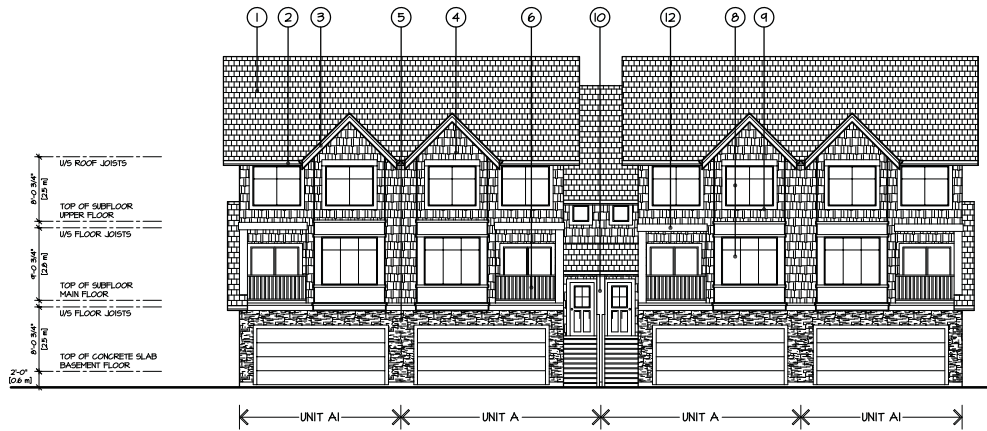 1 2 3 5 4 6 10 12 8 9
U/S ROOF JOISTS
8'-0 3/4"
[2.5 m]
TOP OF SUBFLOOR
UPPER FLOOR
U/S FLOOR JOISTS
9'-0 3/4"
[2.8 m]
TOP OF SUBFLOOR
MAIN FLOOR
U/S FLOOR JOISTS
8'-0 3/4"
[2.5 m]
TOP OF CONCRETE SLAB
BASEMENT FLOOR
2'-0"
[0.6 m]
UNIT A1 UNIT A UNIT A UNIT A1